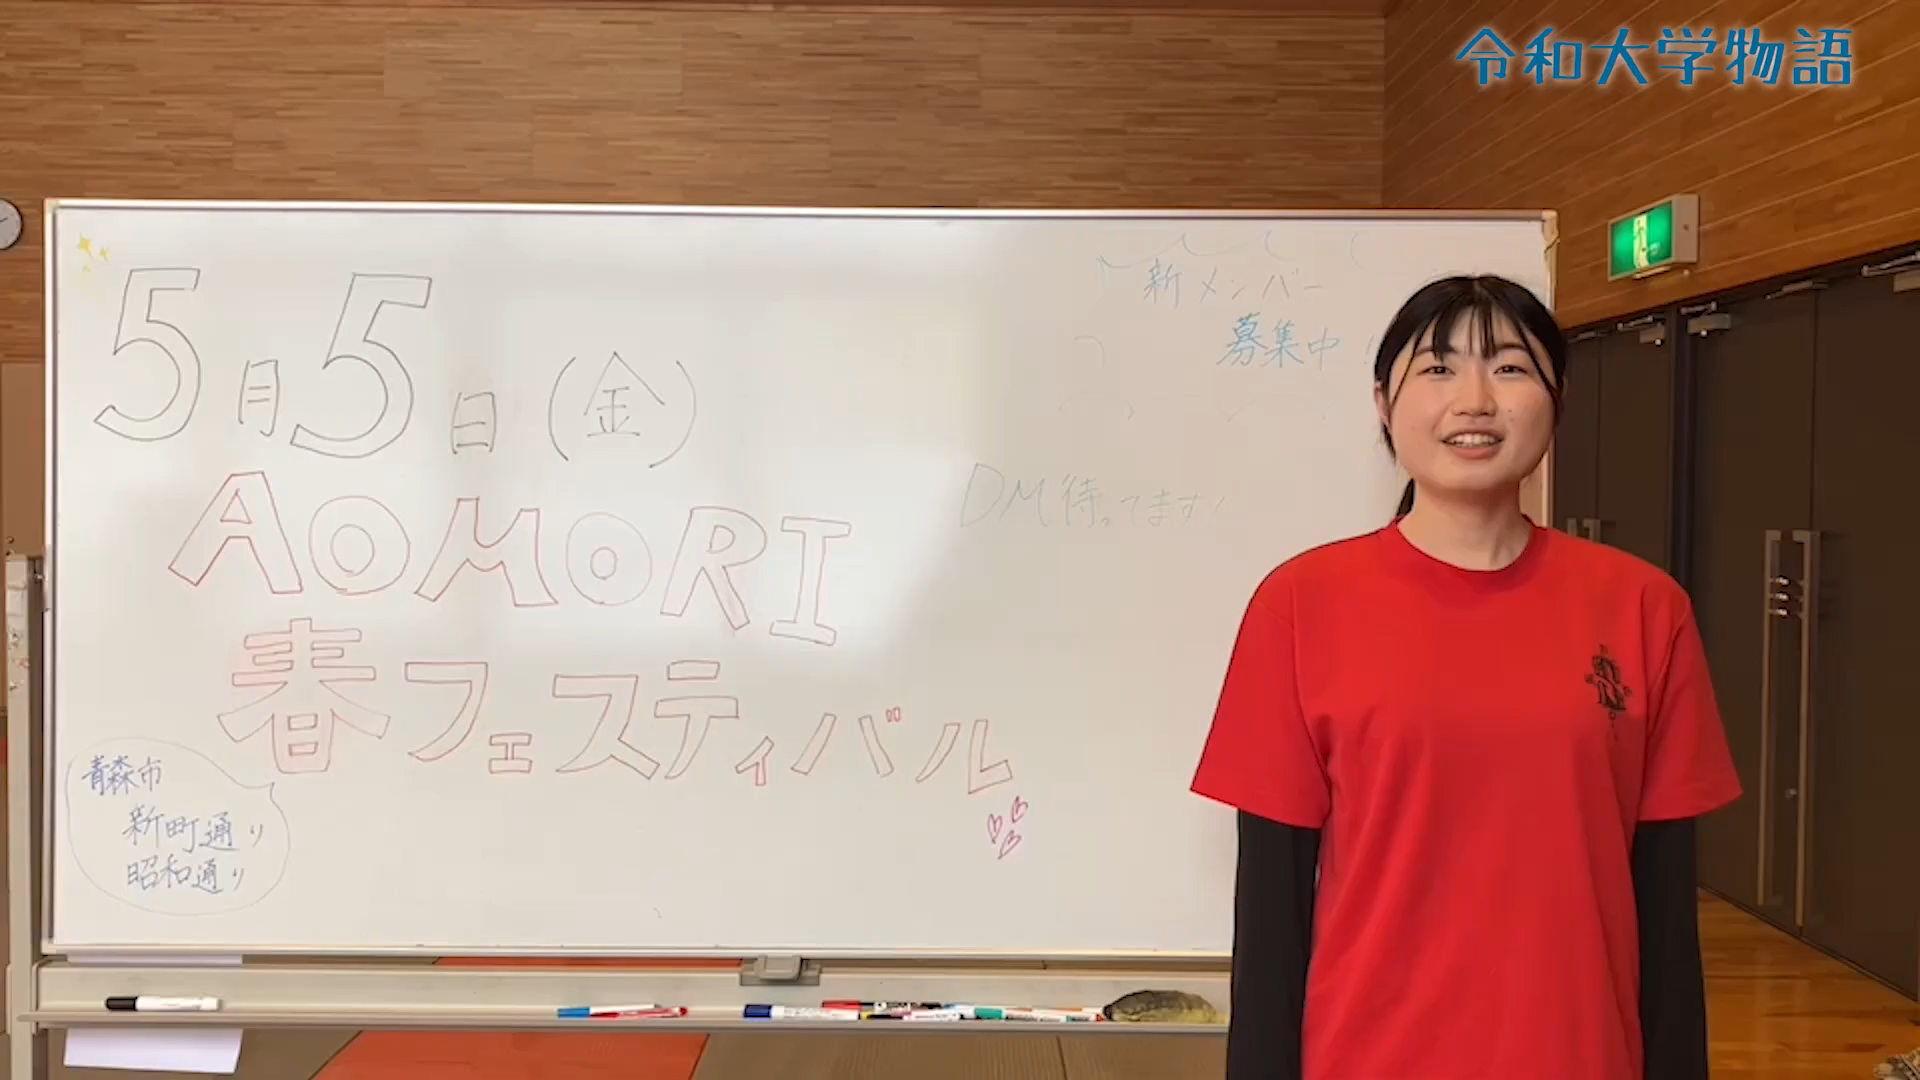 令和大学物語
5月5日(金)
AOMORI
春フェスティバル
青森市
新町通り
昭和通り
新メンバー
募集中!
DM待ってます!